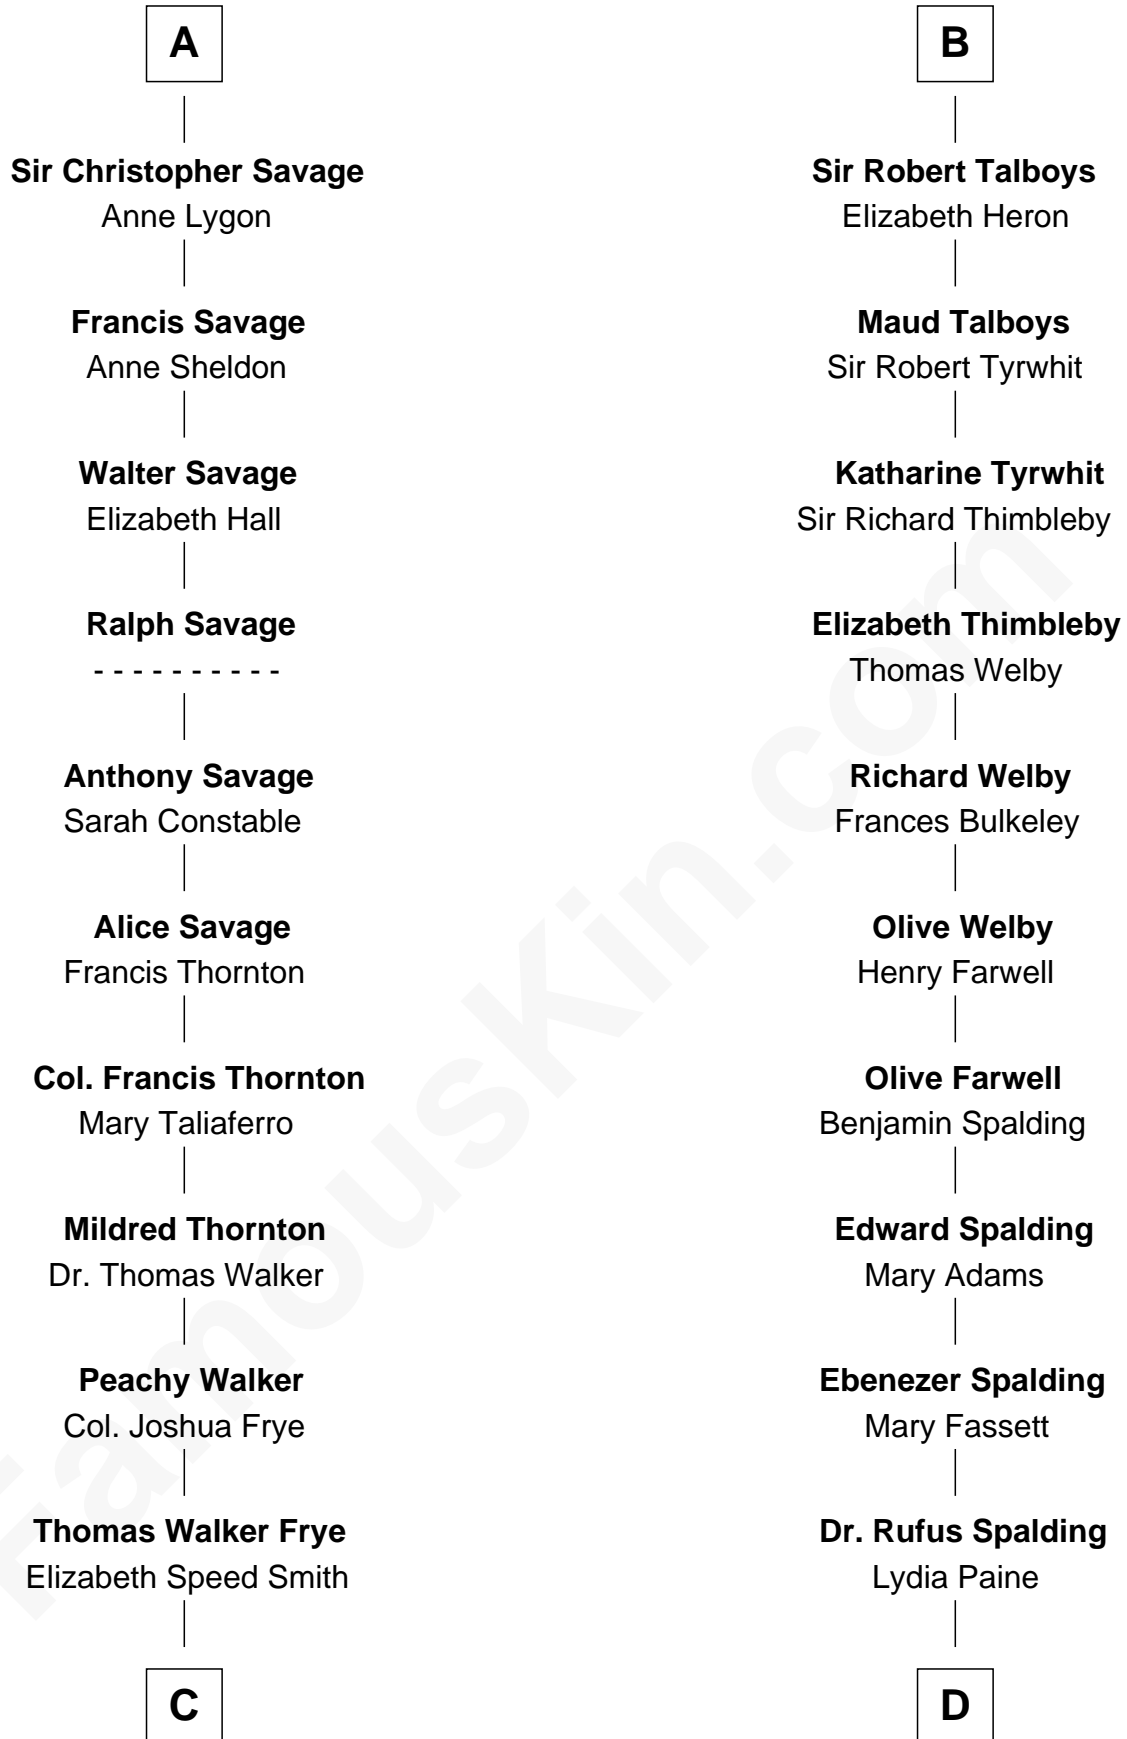 A
Sir Christopher Savage
Anne Lygon
Francis Savage
Anne Sheldon
Walter Savage
Elizabeth Hall
Ralph Savage
- - - - - - - - - -
Anthony Savage
Sarah Constable
Alice Savage
Francis Thornton
Col. Francis Thornton
Mary Taliaferro
Mildred Thornton
Dr. Thomas Walker
Peachy Walker
Col. Joshua Frye
Thomas Walker Frye
Elizabeth Speed Smith
C
B
Sir Robert Talboys
Elizabeth Heron
Maud Talboys
Sir Robert Tyrwhit
Katharine Tyrwhit
Sir Richard Thimbleby
Elizabeth Thimbleby
Thomas Welby
Richard Welby
Frances Bulkeley
Olive Welby
Henry Farwell
Olive Farwell
Benjamin Spalding
Edward Spalding
Mary Adams
Ebenezer Spalding
Mary Fassett
Dr. Rufus Spalding
Lydia Paine
D
FamousKin.com